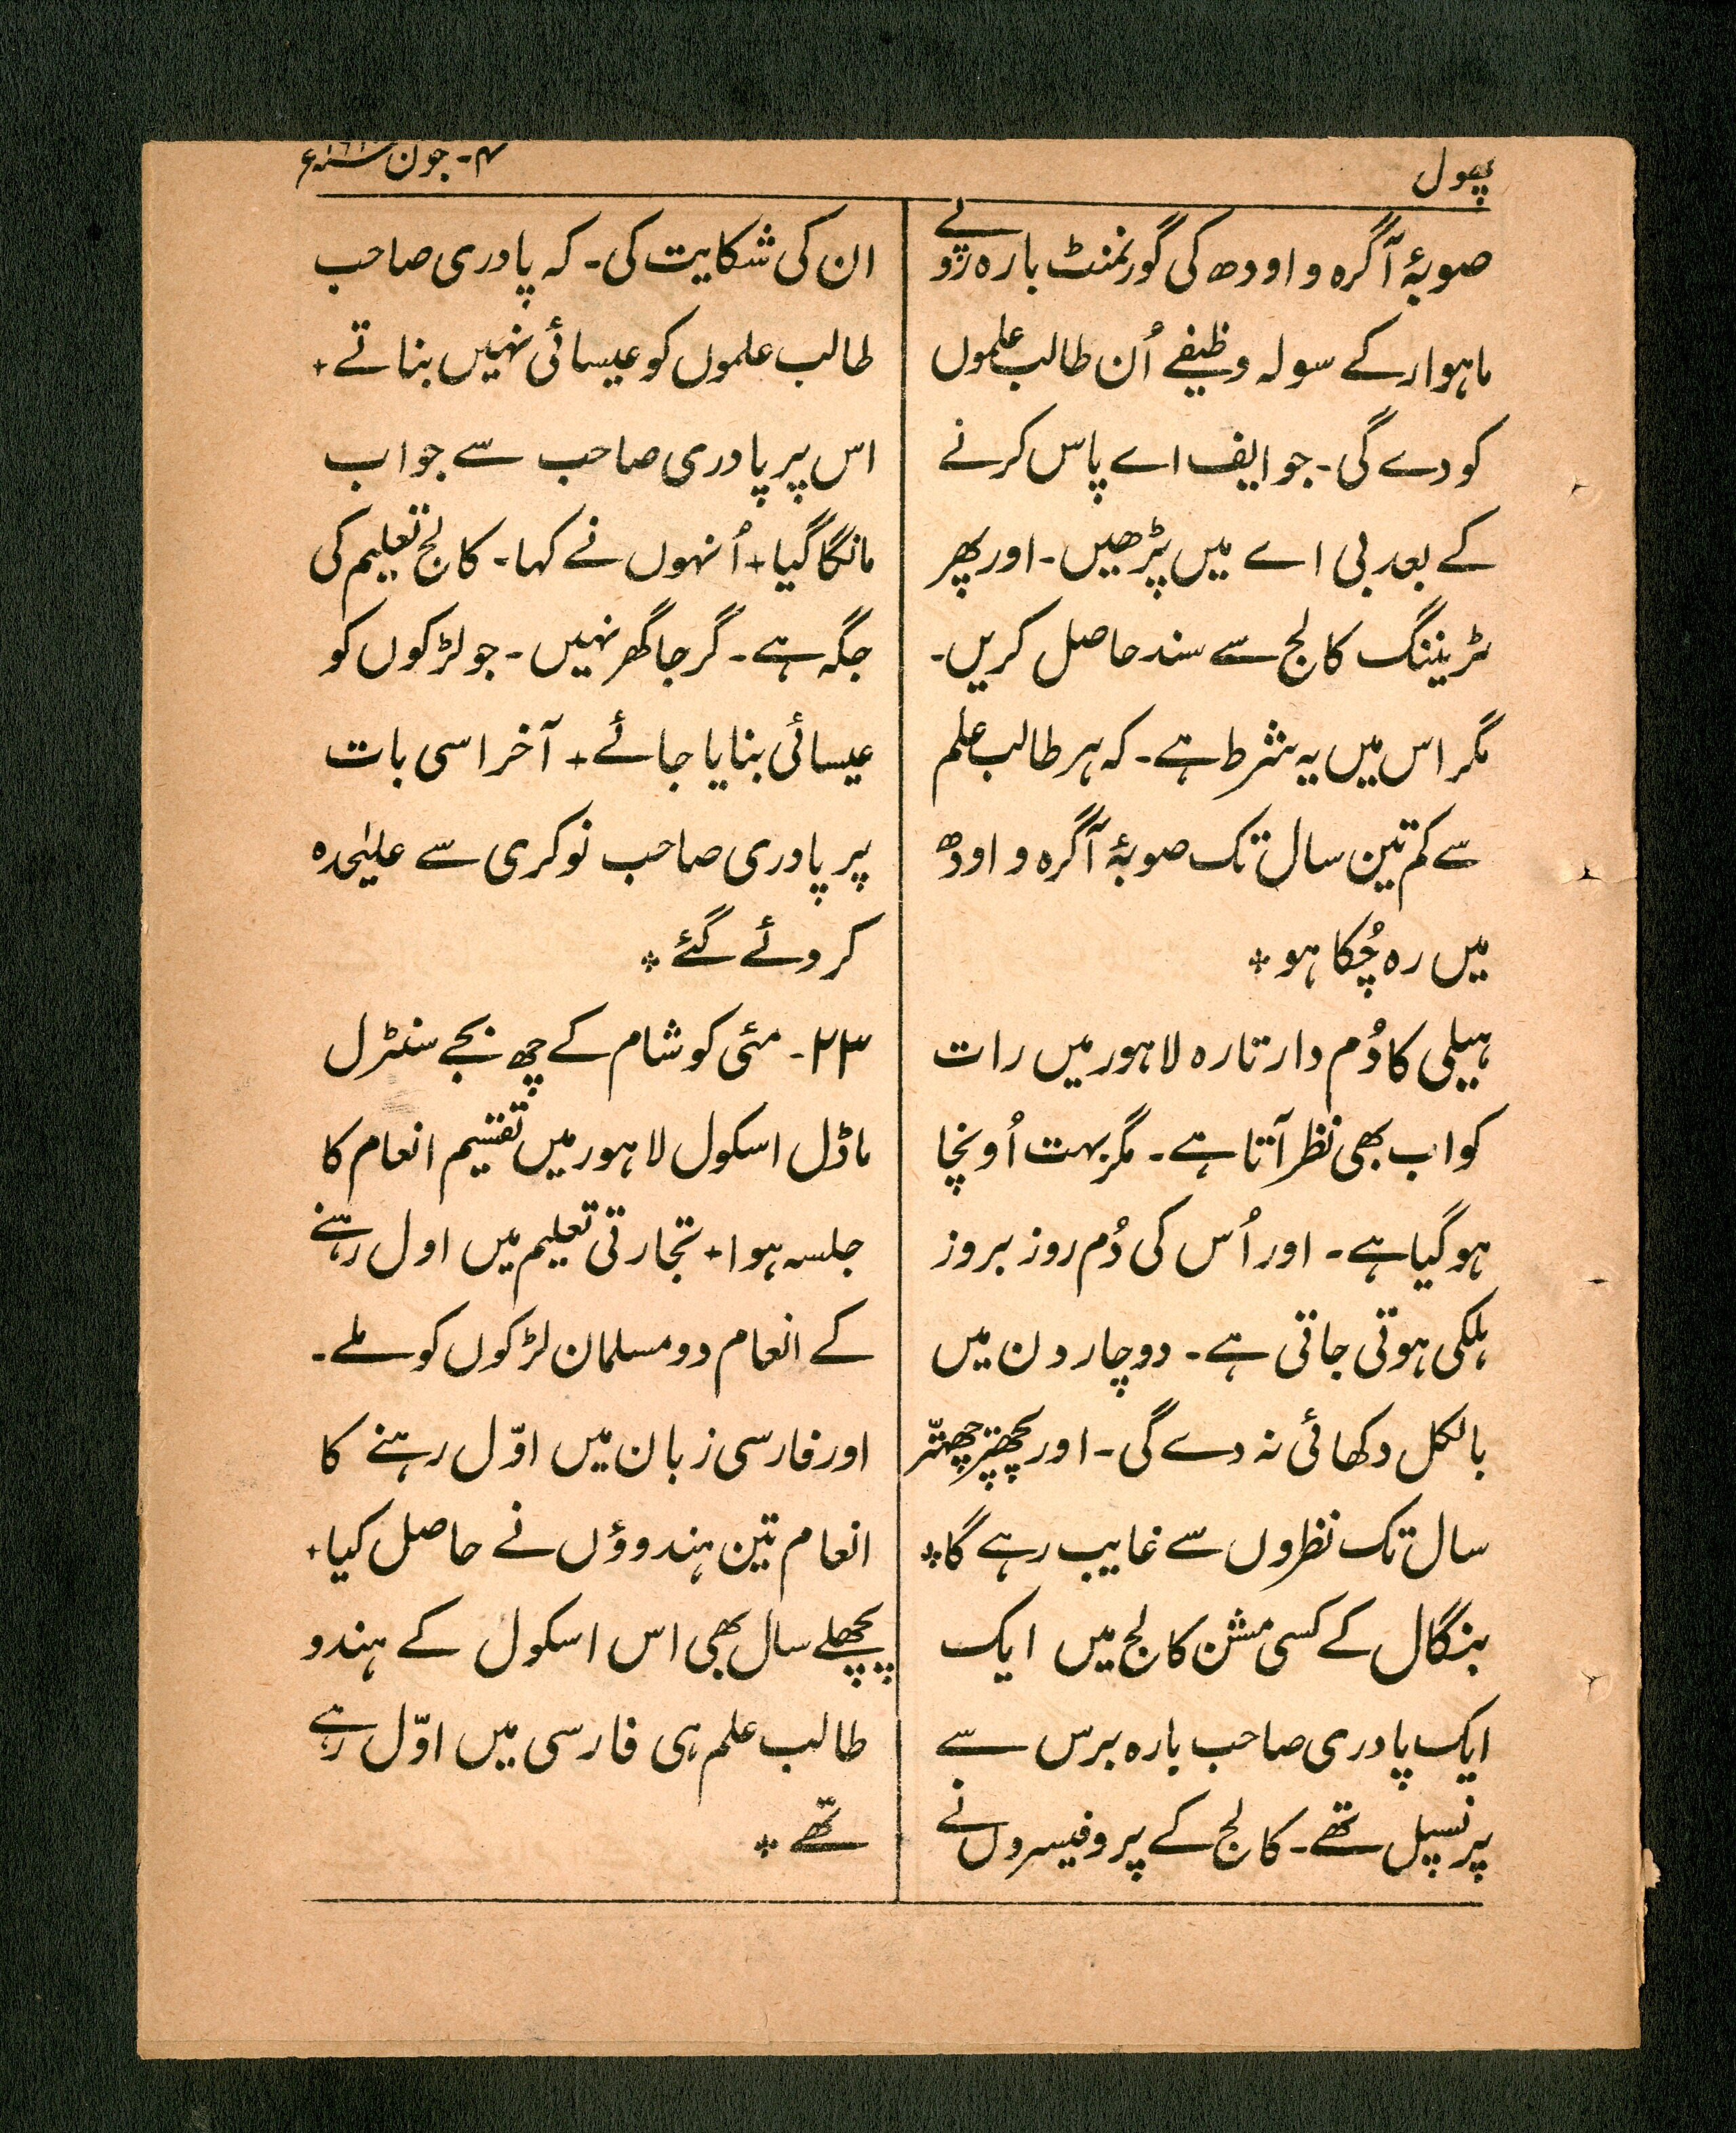 پھول
۴- جون سنہ ۱۹۱۰ء
صوبۂ آگرہ و اودھ کی گورنمنٹ بارہ روپے
ماہوار کے سولہ وظیفے اُن طالب علموں
کو دے گی۔ جو ایف اے پاس کرنے
کے بعد بی اے میں پڑھیں۔ اور پھر
ٹریننگ کالج سے سند حاصل کریں۔
مگر اس میں یہ شرط ہے۔ کہ ہر طالب علم
سے کم تین سال تک صوبۂ آگرہ و اودھ
میں رہ چُکا ہو ⁘
ہیلی کا دُم دار تارہ لاہور میں رات
کو اب بھی نظر آتا ہے۔ مگر بہت اُونچا
ہو گیا ہے۔ اور اُس کی دُم روز بروز
ہلکی ہوتی جاتی ہے۔ دو چار دن میں
بالکل دکھائی نہ دے گی۔ اور پچھتر چھہتّر
سال تک نظروں سے غایب رہے گا ⁘
بنگال کے کسی مشن کالج میں ایک
ایک پادری صاحب بارہ برس سے
پرنسپل تھے۔ کالج کے پروفیسروں نے
ان کی شکایت کی۔ کہ پادری صاحب
طالب علموں کو عیسائی نہیں بناتے +
اس پر پادری صاحب سے جواب
مانگا گیا + اُنہوں نے کہا۔ کالج تعلیم کی
جگہ ہے۔ گرجا گھر نہیں۔ جو لڑکوں کو
عیسائی بنایا جائے + آخر اسی بات
پر پادری صاحب نوکری سے علیٰحدہ
کر دئے گئے ⁘
۲۳- مئی کو شام کے چھ بجے سنٹرل
ماڈل اسکول لاہور میں تقسیم انعام کا
جلسہ ہوا + تجارتی تعلیم میں اول رہنے
کے انعام دو مسلمان لڑکوں کو ملے۔
اور فارسی زبان میں اوّل رہنے کا
انعام تین ہندوؤں نے حاصل کیا +
پچھلے سال بھی اس اسکول کے ہندو
طالب علم ہی فارسی میں اوّل رہے
تھے ⁘